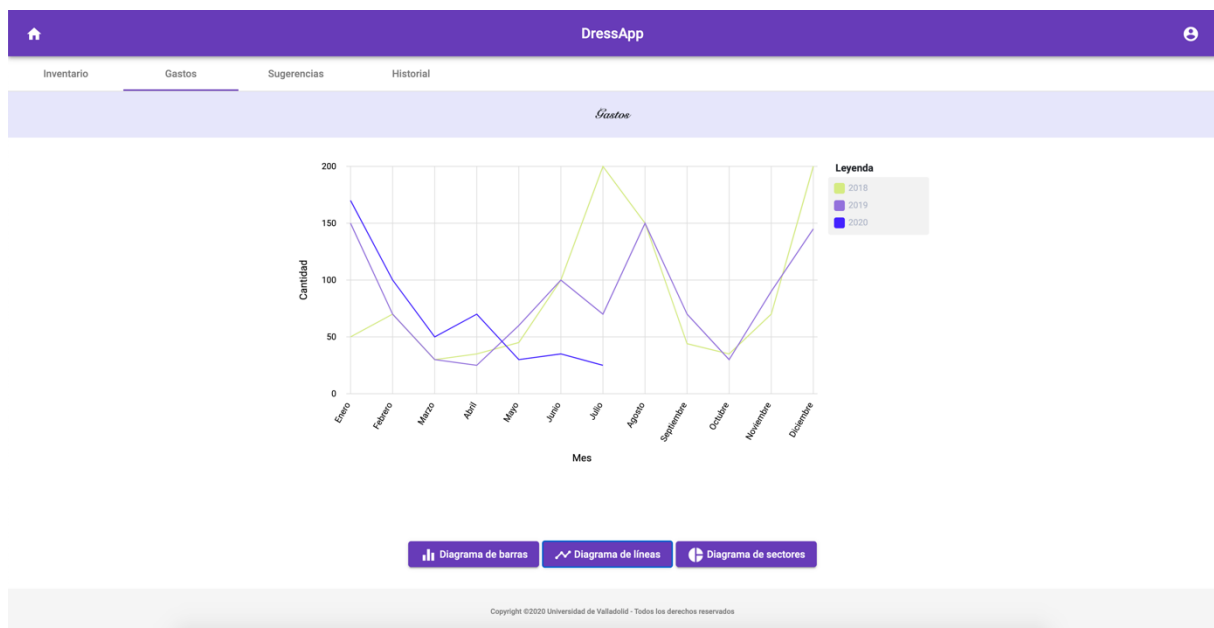 DressApp
Inventario Gastos Sugerencias Historial
Gastos
200
150
100
50
0
Cantidad
Enero Febrero Marzo Abril Mayo Junio Julio Agosto Septiembre Octubre Noviembre Diciembre
Mes
Leyenda
2018
2019
2020
Diagrama de barras Diagrama de líneas Diagrama de sectores
Copyright ©2020 Universidad de Valladolid - Todos los derechos reservados